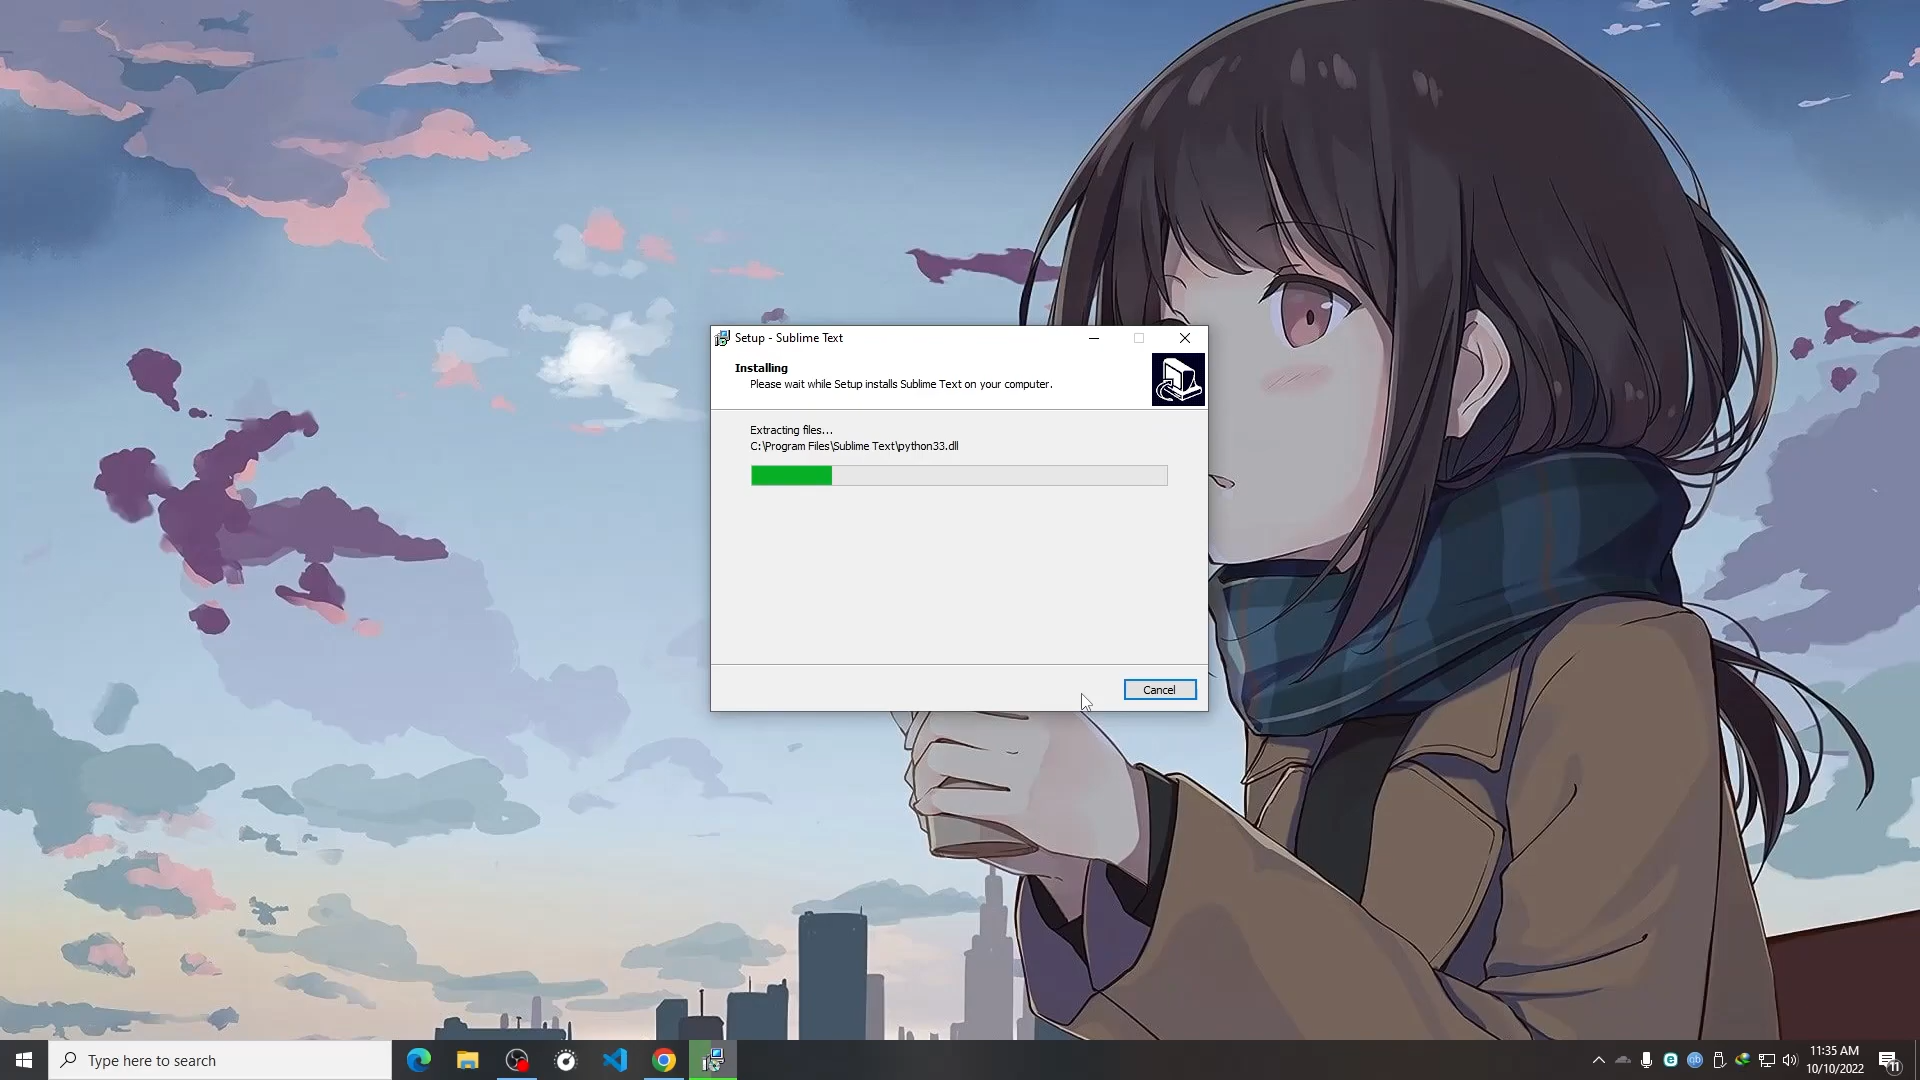 Setup - Sublime Text
Installing
Please wait while Setup installs Sublime Text on your computer.
Extracting files...
C:\Program Files\Sublime Text\python33.dll
Cancel
Type here to search
11:35 AM
10/10/2022
11